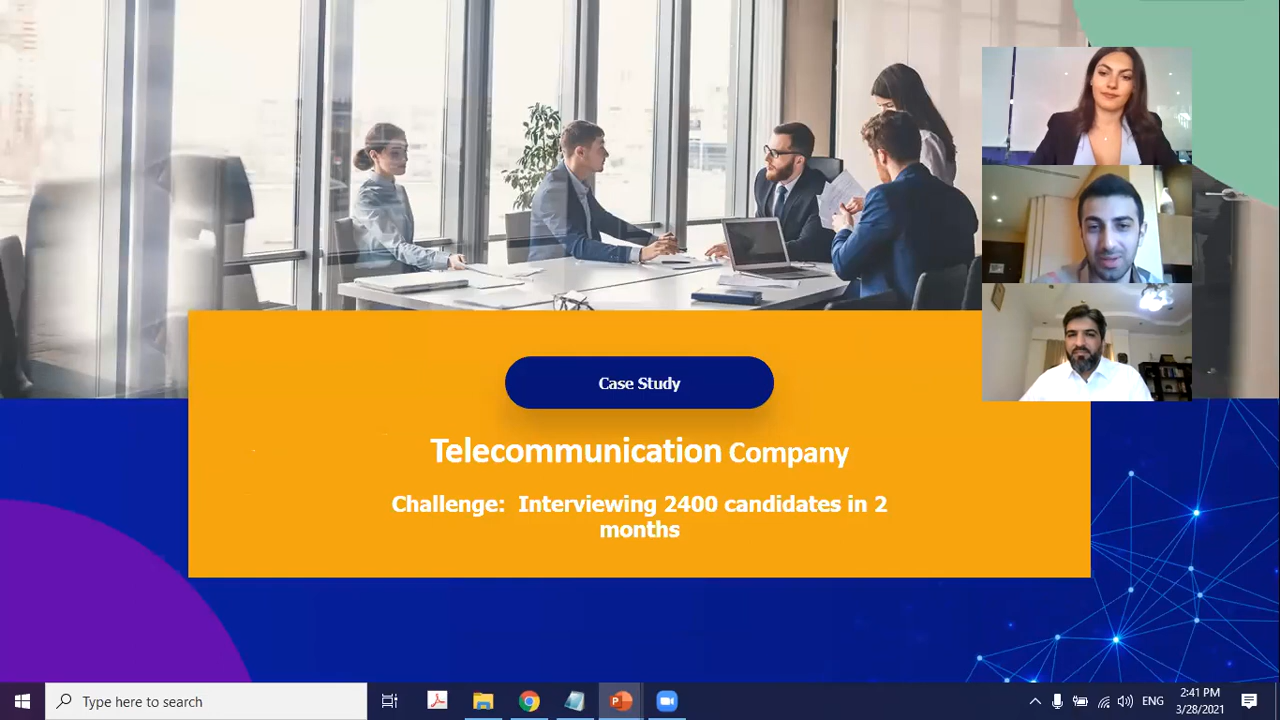 Case Study
Telecommunication Company
Challenge: Interviewing 2400 candidates in 2
months
Type here to search
ENG
2:41 PM
3/28/2021